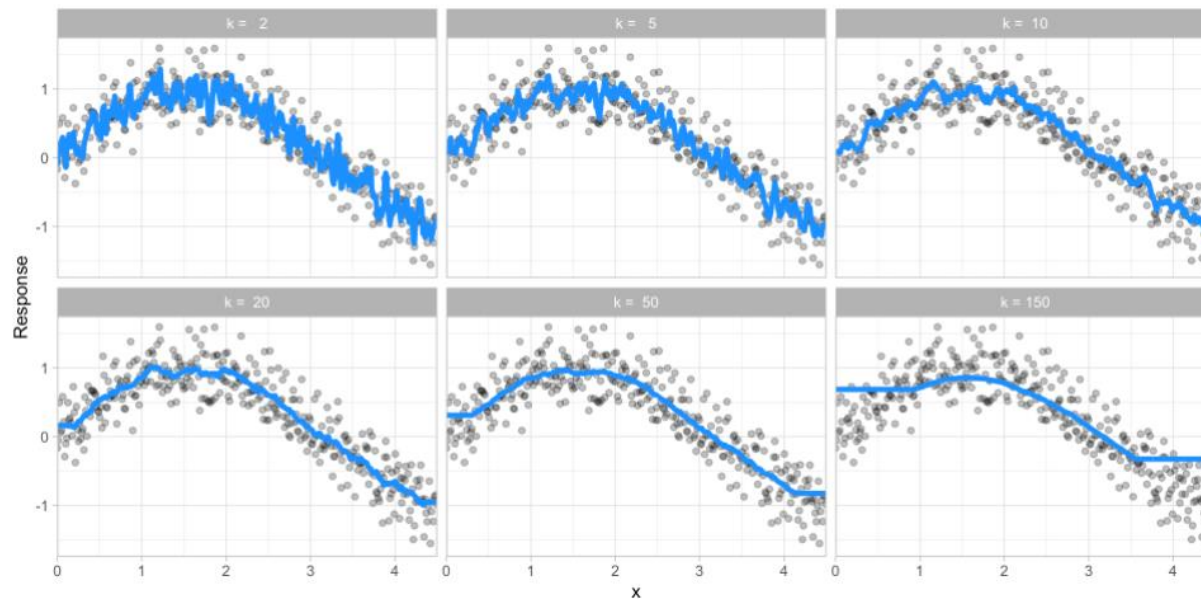 k = 2
k = 5
k = 10
1
0
-1
Response
k = 20
k = 50
k = 150
1
0
-1
0 1 2 3 4 0 1 2 3 4 0 1 2 3 4
x